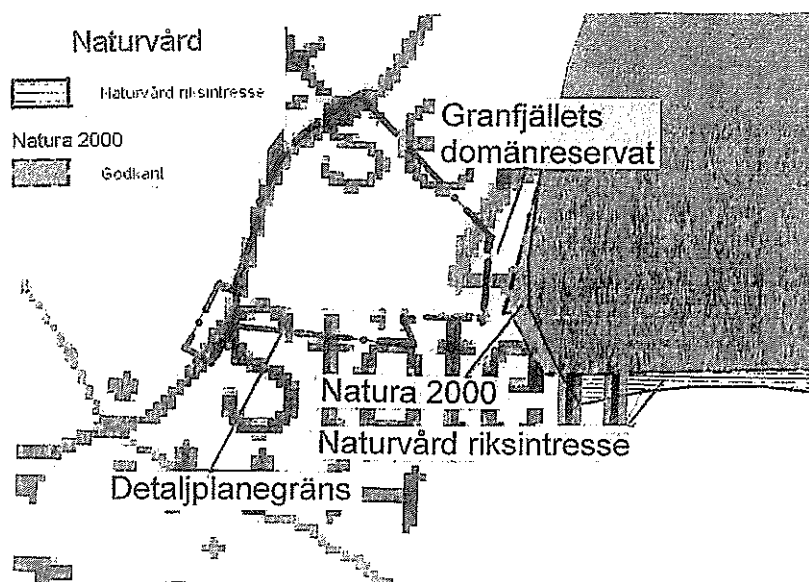 Naturvård
Naturvård riksintresse
Natura 2000
Godkänt
Granfjällets
domänreservat
Natura 2000
Naturvård riksintresse
Detaljplanegräns